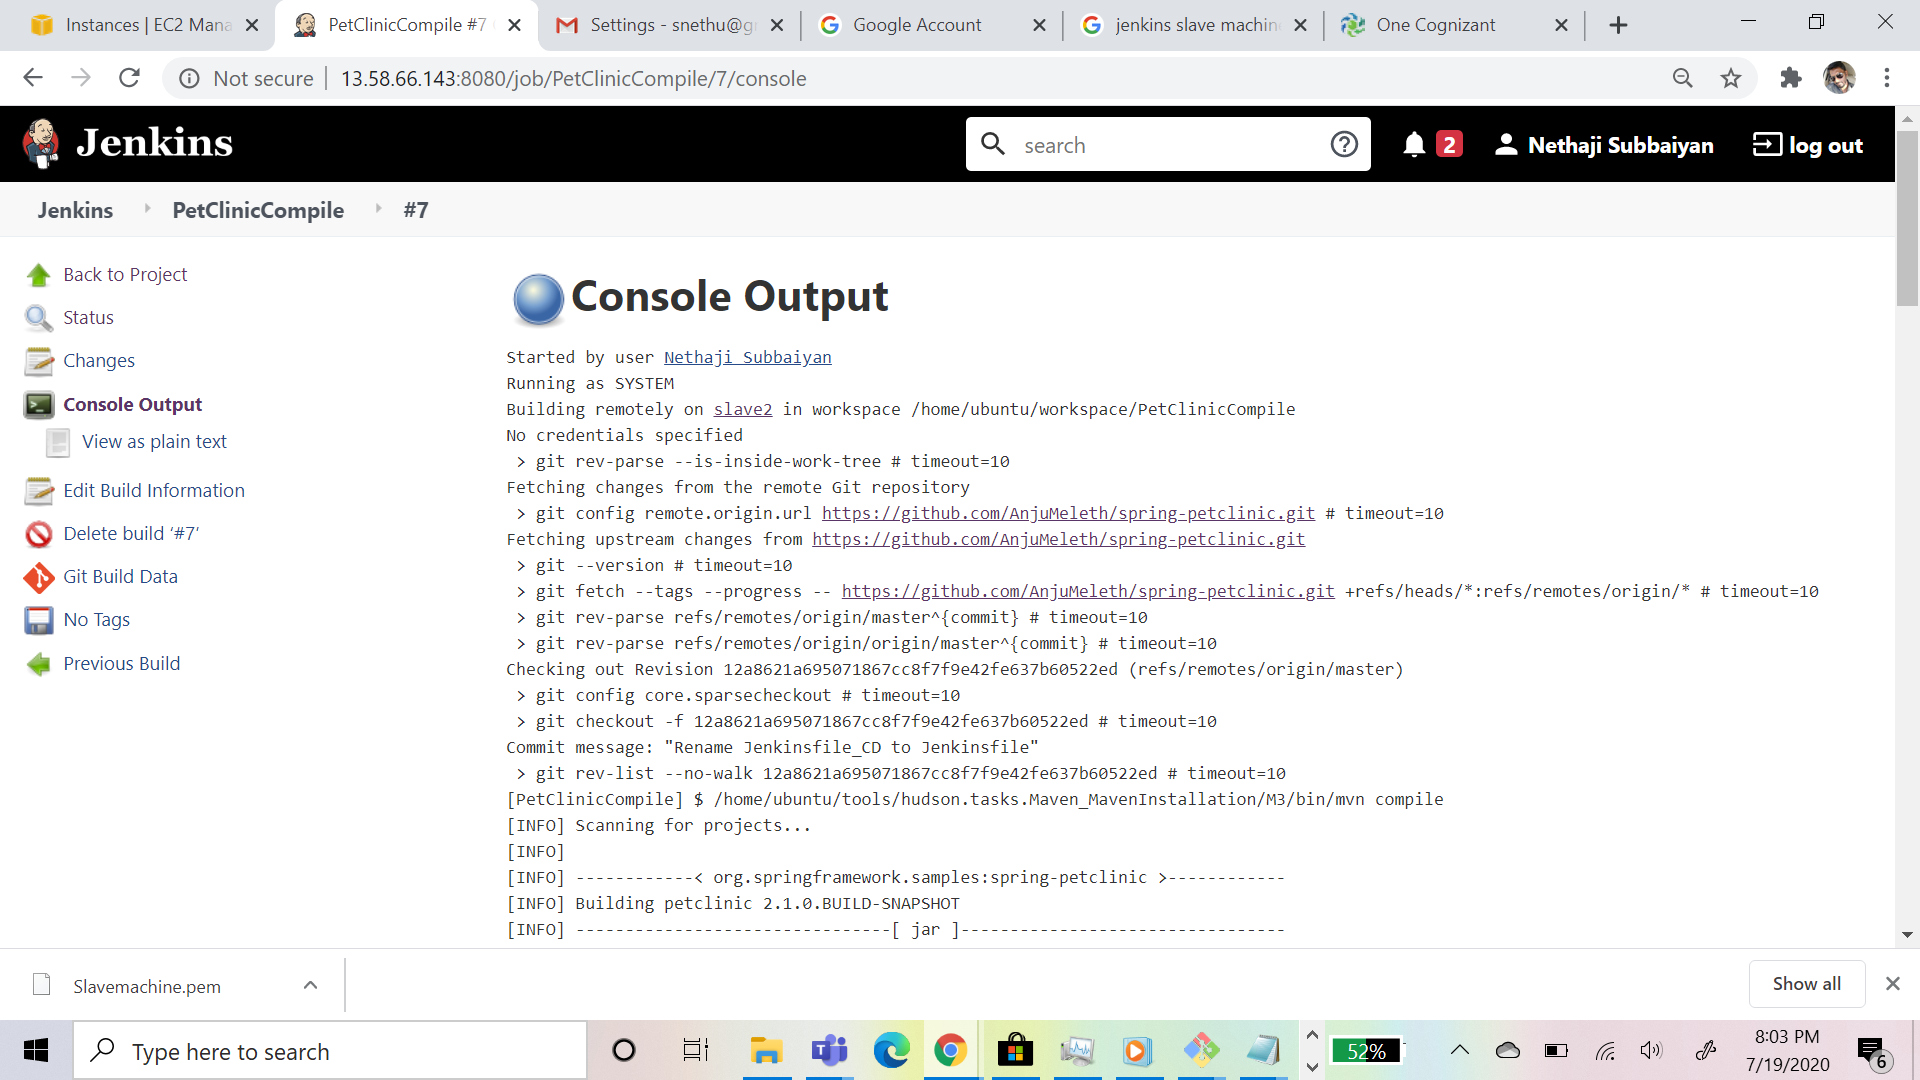 Instances | EC2 Mana
PetClinicCompile #7
Settings - snethu@g
Google Account
jenkins slave machin
One Cognizant
Not secure
13.58.66.143:8080/job/PetClinicCompile/7/console
Jenkins
search
2
Nethaji Subbaiyan
log out
Jenkins
PetClinicCompile
#7
Back to Project
Status
Changes
Console Output
View as plain text
Edit Build Information
Delete build ‘#7’
Git Build Data
No Tags
Previous Build
Console Output
Started by user Nethaji Subbaiyan
Running as SYSTEM
Building remotely on slave2 in workspace /home/ubuntu/workspace/PetClinicCompile
No credentials specified
> git rev-parse --is-inside-work-tree # timeout=10
Fetching changes from the remote Git repository
> git config remote.origin.url https://github.com/AnjuMeleth/spring-petclinic.git # timeout=10
Fetching upstream changes from https://github.com/AnjuMeleth/spring-petclinic.git
> git --version # timeout=10
> git fetch --tags --progress -- https://github.com/AnjuMeleth/spring-petclinic.git +refs/heads/*:refs/remotes/origin/* # timeout=10
> git rev-parse refs/remotes/origin/master^{commit} # timeout=10
> git rev-parse refs/remotes/origin/origin/master^{commit} # timeout=10
Checking out Revision 12a8621a695071867cc8f7f9e42fe637b60522ed (refs/remotes/origin/master)
> git config core.sparsecheckout # timeout=10
> git checkout -f 12a8621a695071867cc8f7f9e42fe637b60522ed # timeout=10
Commit message: "Rename Jenkinsfile_CD to Jenkinsfile"
> git rev-list --no-walk 12a8621a695071867cc8f7f9e42fe637b60522ed # timeout=10
[PetClinicCompile] $ /home/ubuntu/tools/hudson.tasks.Maven_MavenInstallation/M3/bin/mvn compile
[INFO] Scanning for projects...
[INFO]
[INFO] ------------< org.springframework.samples:spring-petclinic >------------
[INFO] Building petclinic 2.1.0.BUILD-SNAPSHOT
[INFO] --------------------------------[ jar ]---------------------------------
Slavemachine.pem
Show all
Type here to search
52%
8:03 PM
7/19/2020
6